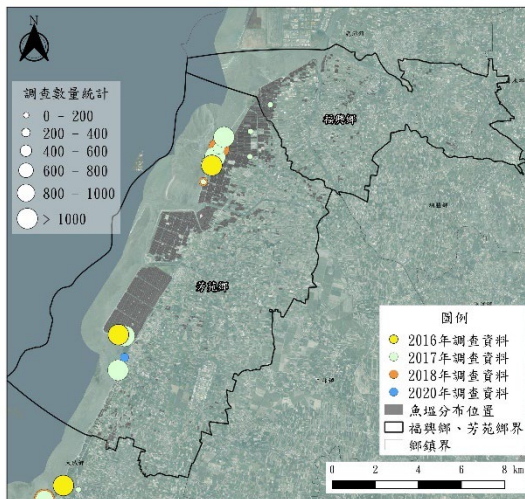 N
調查數量統計
0 - 200
200 - 400
400 - 600
600 - 800
800 - 1000
> 1000
福興鄉
芳苑鄉
圖例
2016年調查資料
2017年調查資料
2018年調查資料
2020年調查資料
魚塭分布位置
福興鄉、芳苑鄉界
鄉鎮界
0 2 4 6 8 km